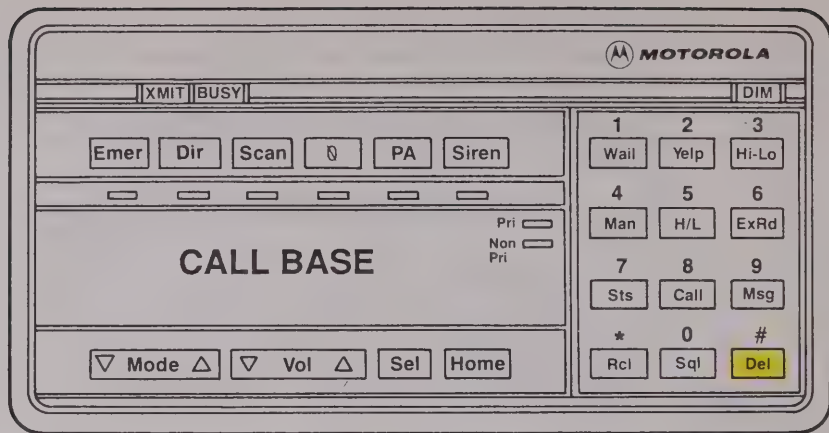 MOTOROLA
XMIT BUSY DIM
Emer Dir Scan 0 PA Siren
Pri
Non
Pri
CALL BASE
Mode Vol Sel Home
1 2 3
Wail Yelp Hi-Lo
4 5 6
Man H/L ExRd
7 8 9
Sts Call Msg
* 0 #
Rcl Sql Del